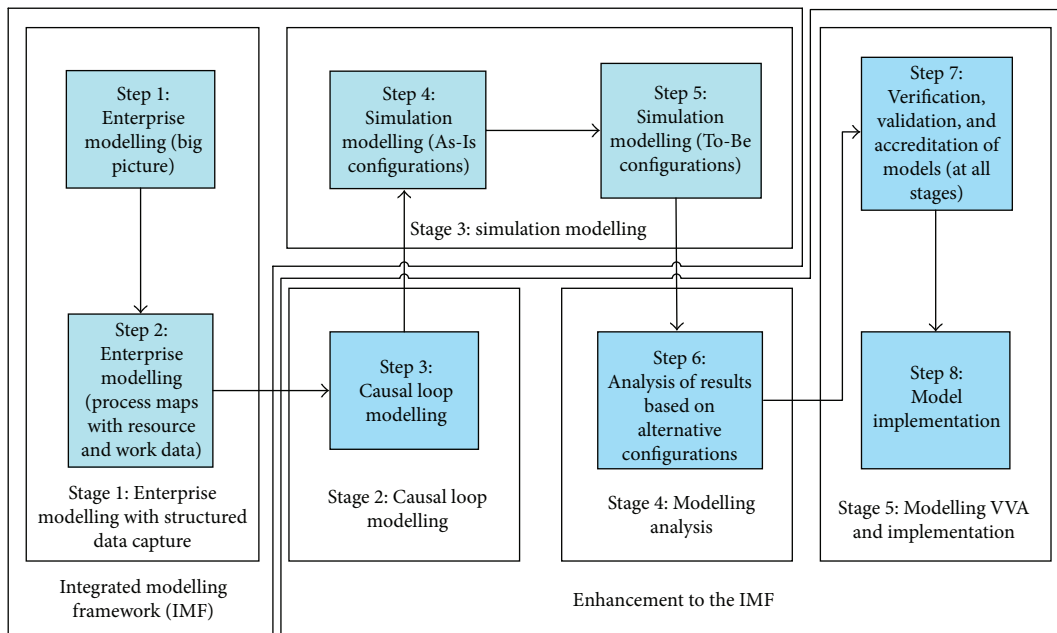 Step 1:
Enterprise
modelling (big
picture)
Step 2:
Enterprise
modelling
(process maps
with resource
and work data)
Stage 1: Enterprise
modelling with structured
data capture
Integrated modelling
framework (IMF)
Step 4:
Simulation
modelling (As-Is
configurations)
Step 5:
Simulation
modelling (To-Be
configurations)
Stage 3: simulation modelling
Step 3:
Causal loop
modelling
Stage 2: Causal loop
modelling
Step 6:
Analysis of results
based on
alternative
configurations
Stage 4: Modelling
analysis
Step 7:
Verification,
validation, and
accreditation of
models (at all
stages)
Step 8:
Model
implementation
Stage 5: Modelling VVA
and implementation
Enhancement to the IMF